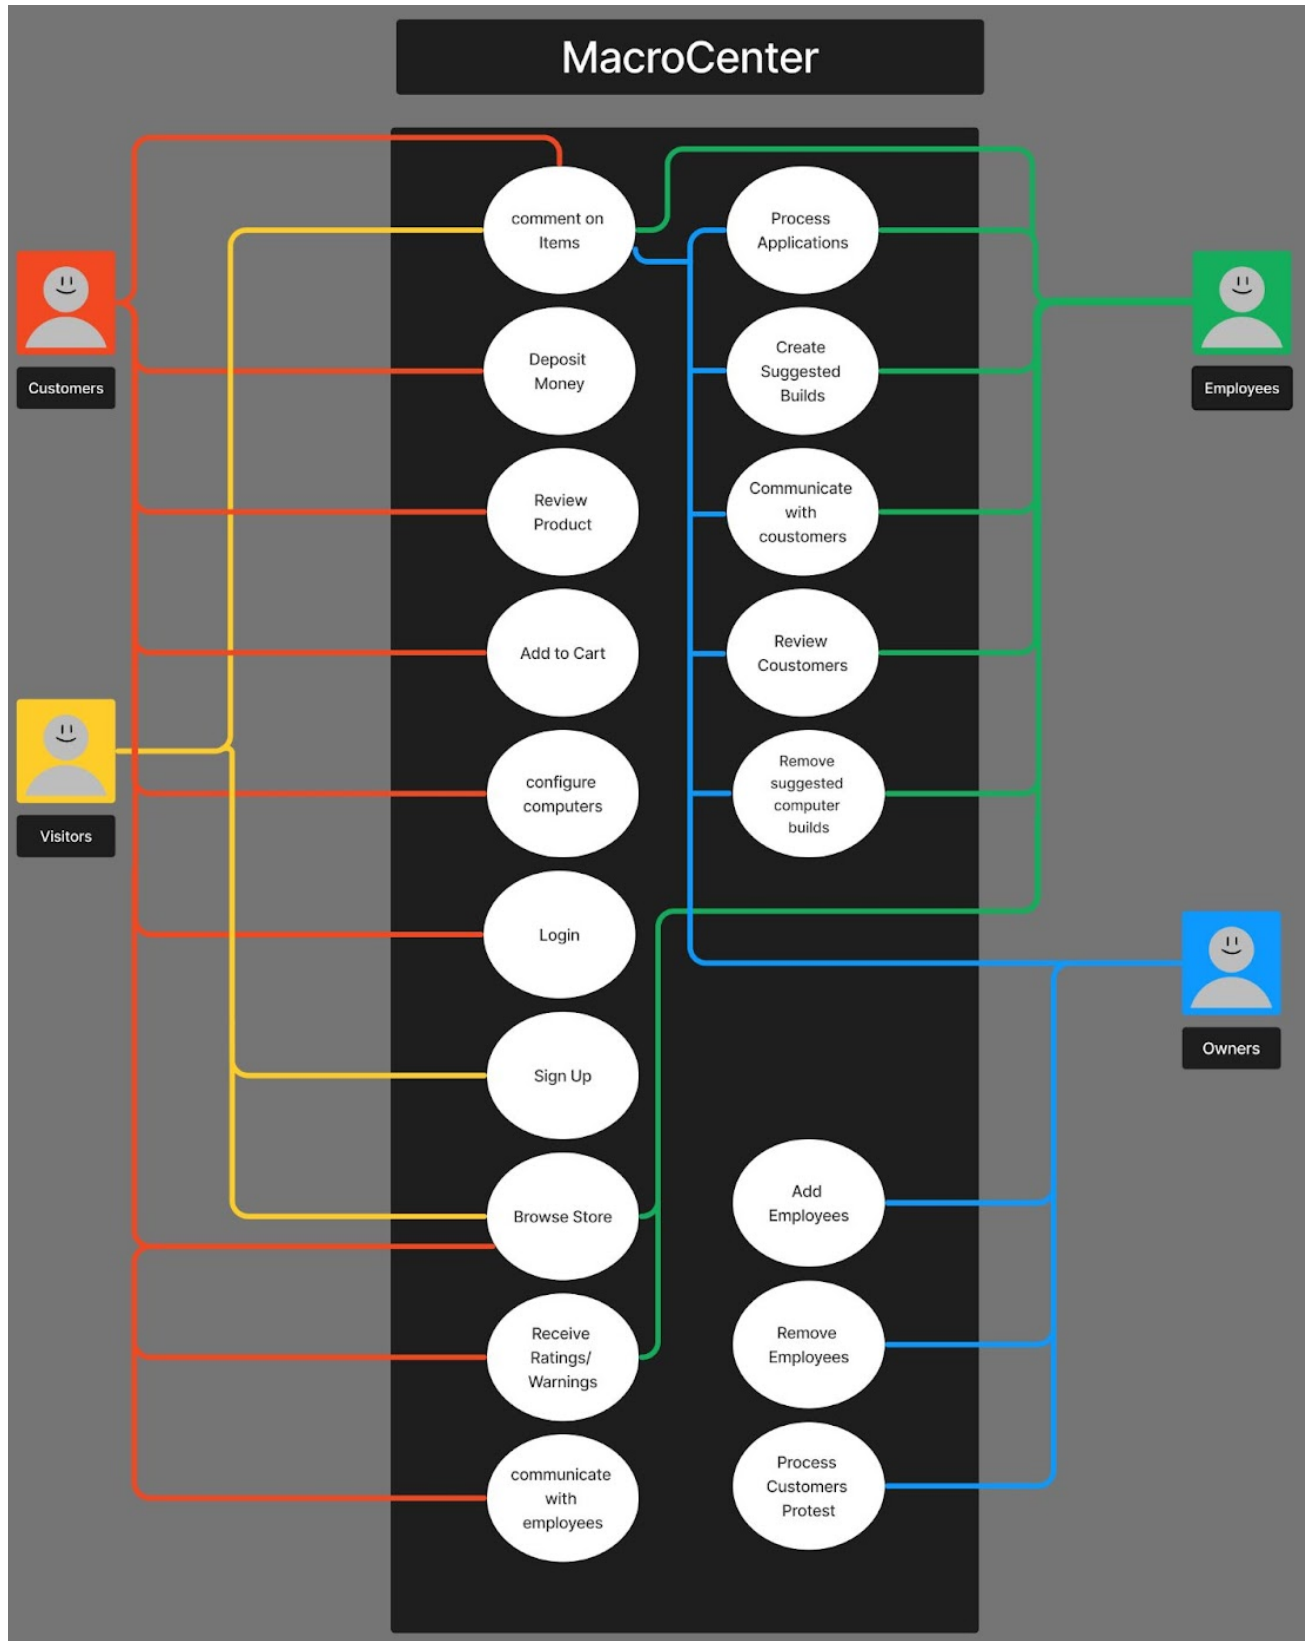 MacroCenter
Customers
Visitors
comment on
Items
Deposit
Money
Review
Product
Add to Cart
configure
computers
Login
Sign Up
Browse Store
Receive
Ratings/
Warnings
communicate
with
employees
Process
Applications
Create
Suggested
Builds
Communicate
with
coustomers
Review
Coustomers
Remove
suggested
computer
builds
Add
Employees
Remove
Employees
Process
Customers
Protest
Employees
Owners